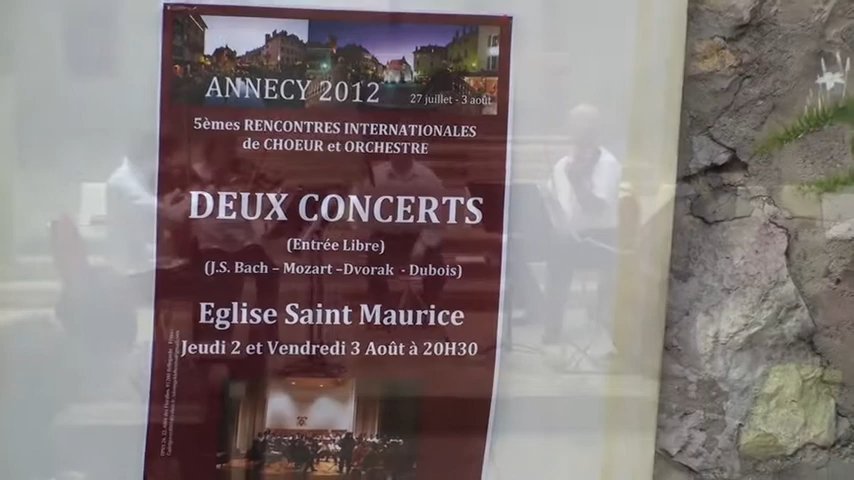 ANNECY 2012
27 juillet - 3 août
5èmes RENCONTRES INTERNATIONALES
de CHOEUR et ORCHESTRE
DEUX CONCERTS
(Entrée Libre)
(J.S. Bach – Mozart –Dvorak - Dubois)
Eglise Saint Maurice
Jeudi 2 et Vendredi 3 Août à 20H30